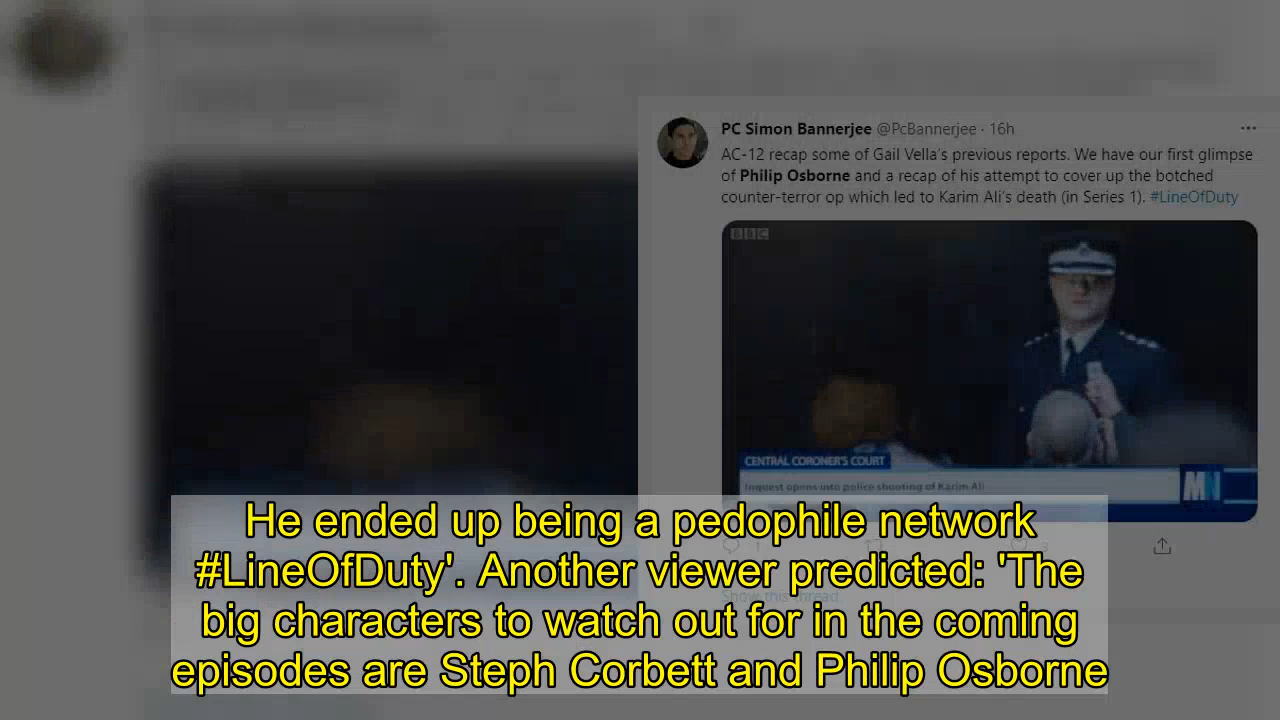 PC Simon Bannerjee @PcBannerjee · 16h
AC-12 recap some of Gail Vella's previous reports. We have our first glimpse
of Philip Osborne and a recap of his attempt to cover up the botched
counter-terror op which led to Karim Ali's death (in Series 1). #LineOfDuty
BBC
CENTRAL CORONER'S COURT
Inquest opens into police shooting of Karim Ali
MN
Show this thread
He ended up being a pedophile network
#LineOfDuty'. Another viewer predicted: 'The
big characters to watch out for in the coming
episodes are Steph Corbett and Philip Osborne